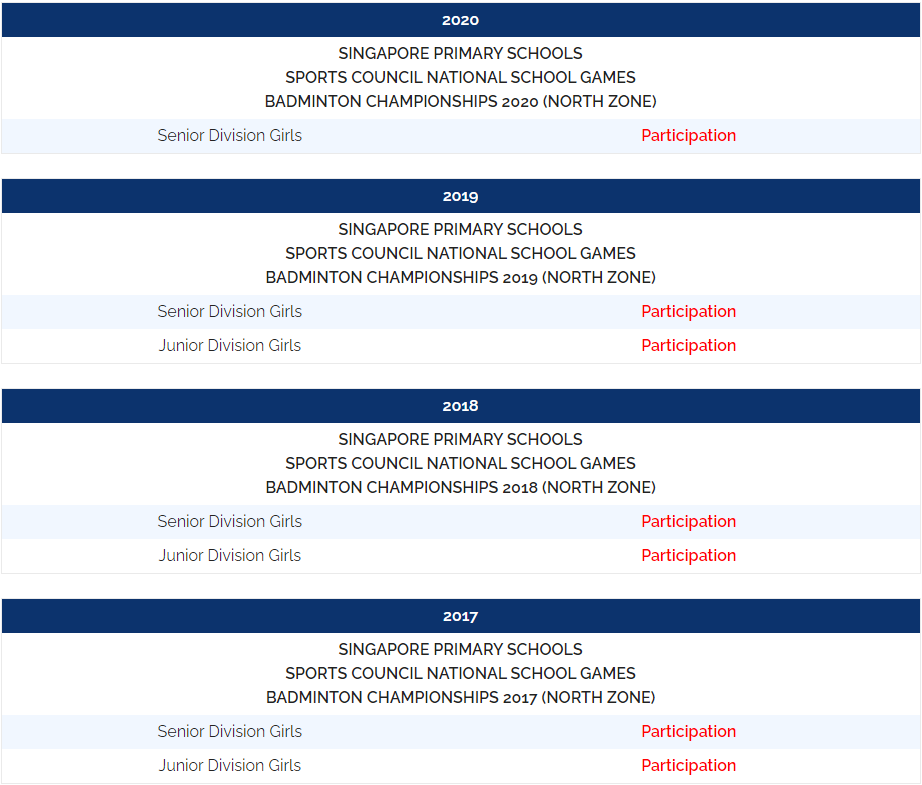 2020
SINGAPORE PRIMARY SCHOOLS
SPORTS COUNCIL NATIONAL SCHOOL GAMES
BADMINTON CHAMPIONSHIPS 2020 (NORTH ZONE)
Senior Division Girls Participation
2019
SINGAPORE PRIMARY SCHOOLS
SPORTS COUNCIL NATIONAL SCHOOL GAMES
BADMINTON CHAMPIONSHIPS 2019 (NORTH ZONE)
Senior Division Girls Participation
Junior Division Girls Participation
2018
SINGAPORE PRIMARY SCHOOLS
SPORTS COUNCIL NATIONAL SCHOOL GAMES
BADMINTON CHAMPIONSHIPS 2018 (NORTH ZONE)
Senior Division Girls Participation
Junior Division Girls Participation
2017
SINGAPORE PRIMARY SCHOOLS
SPORTS COUNCIL NATIONAL SCHOOL GAMES
BADMINTON CHAMPIONSHIPS 2017 (NORTH ZONE)
Senior Division Girls Participation
Junior Division Girls Participation